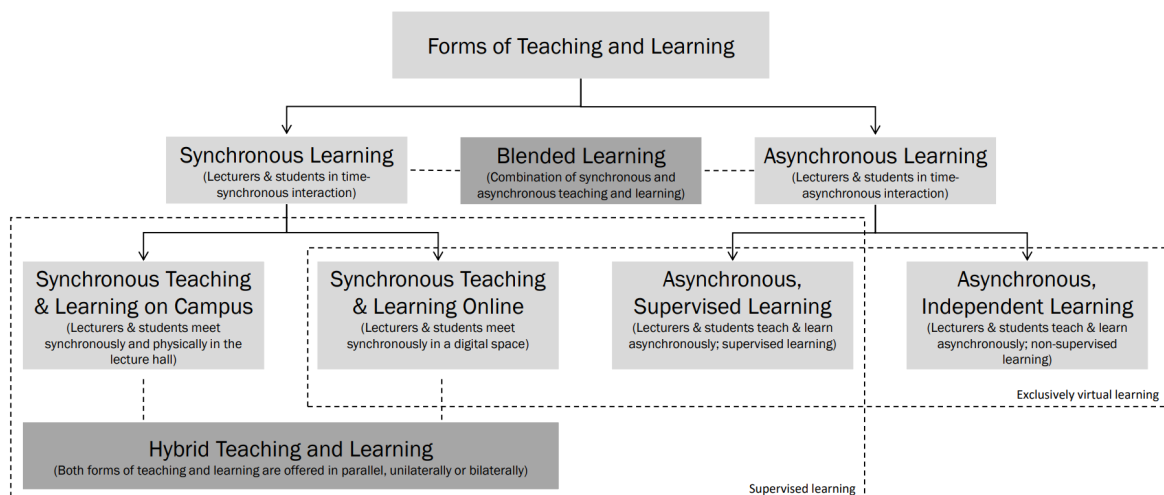 Forms of Teaching and Learning
Synchronous Learning
(Lecturers & students in time-
synchronous interaction)
Blended Learning
(Combination of synchronous and
asynchronous teaching and learning)
Asynchronous Learning
(Lecturers & students in time-
asynchronous interaction)
Synchronous Teaching
& Learning on Campus
(Lecturers & students meet
synchronously and physically in the
lecture hall)
Synchronous Teaching
& Learning Online
(Lecturers & students meet
synchronously in a digital space)
Asynchronous,
Supervised Learning
(Lecturers & students teach & learn
asynchronously; supervised learning)
Asynchronous,
Independent Learning
(Lecturers & students teach & learn
asynchronously; non-supervised
learning)
Exclusively virtual learning
Hybrid Teaching and Learning
(Both forms of teaching and learning are offered in parallel, unilaterally or bilaterally)
Supervised learning